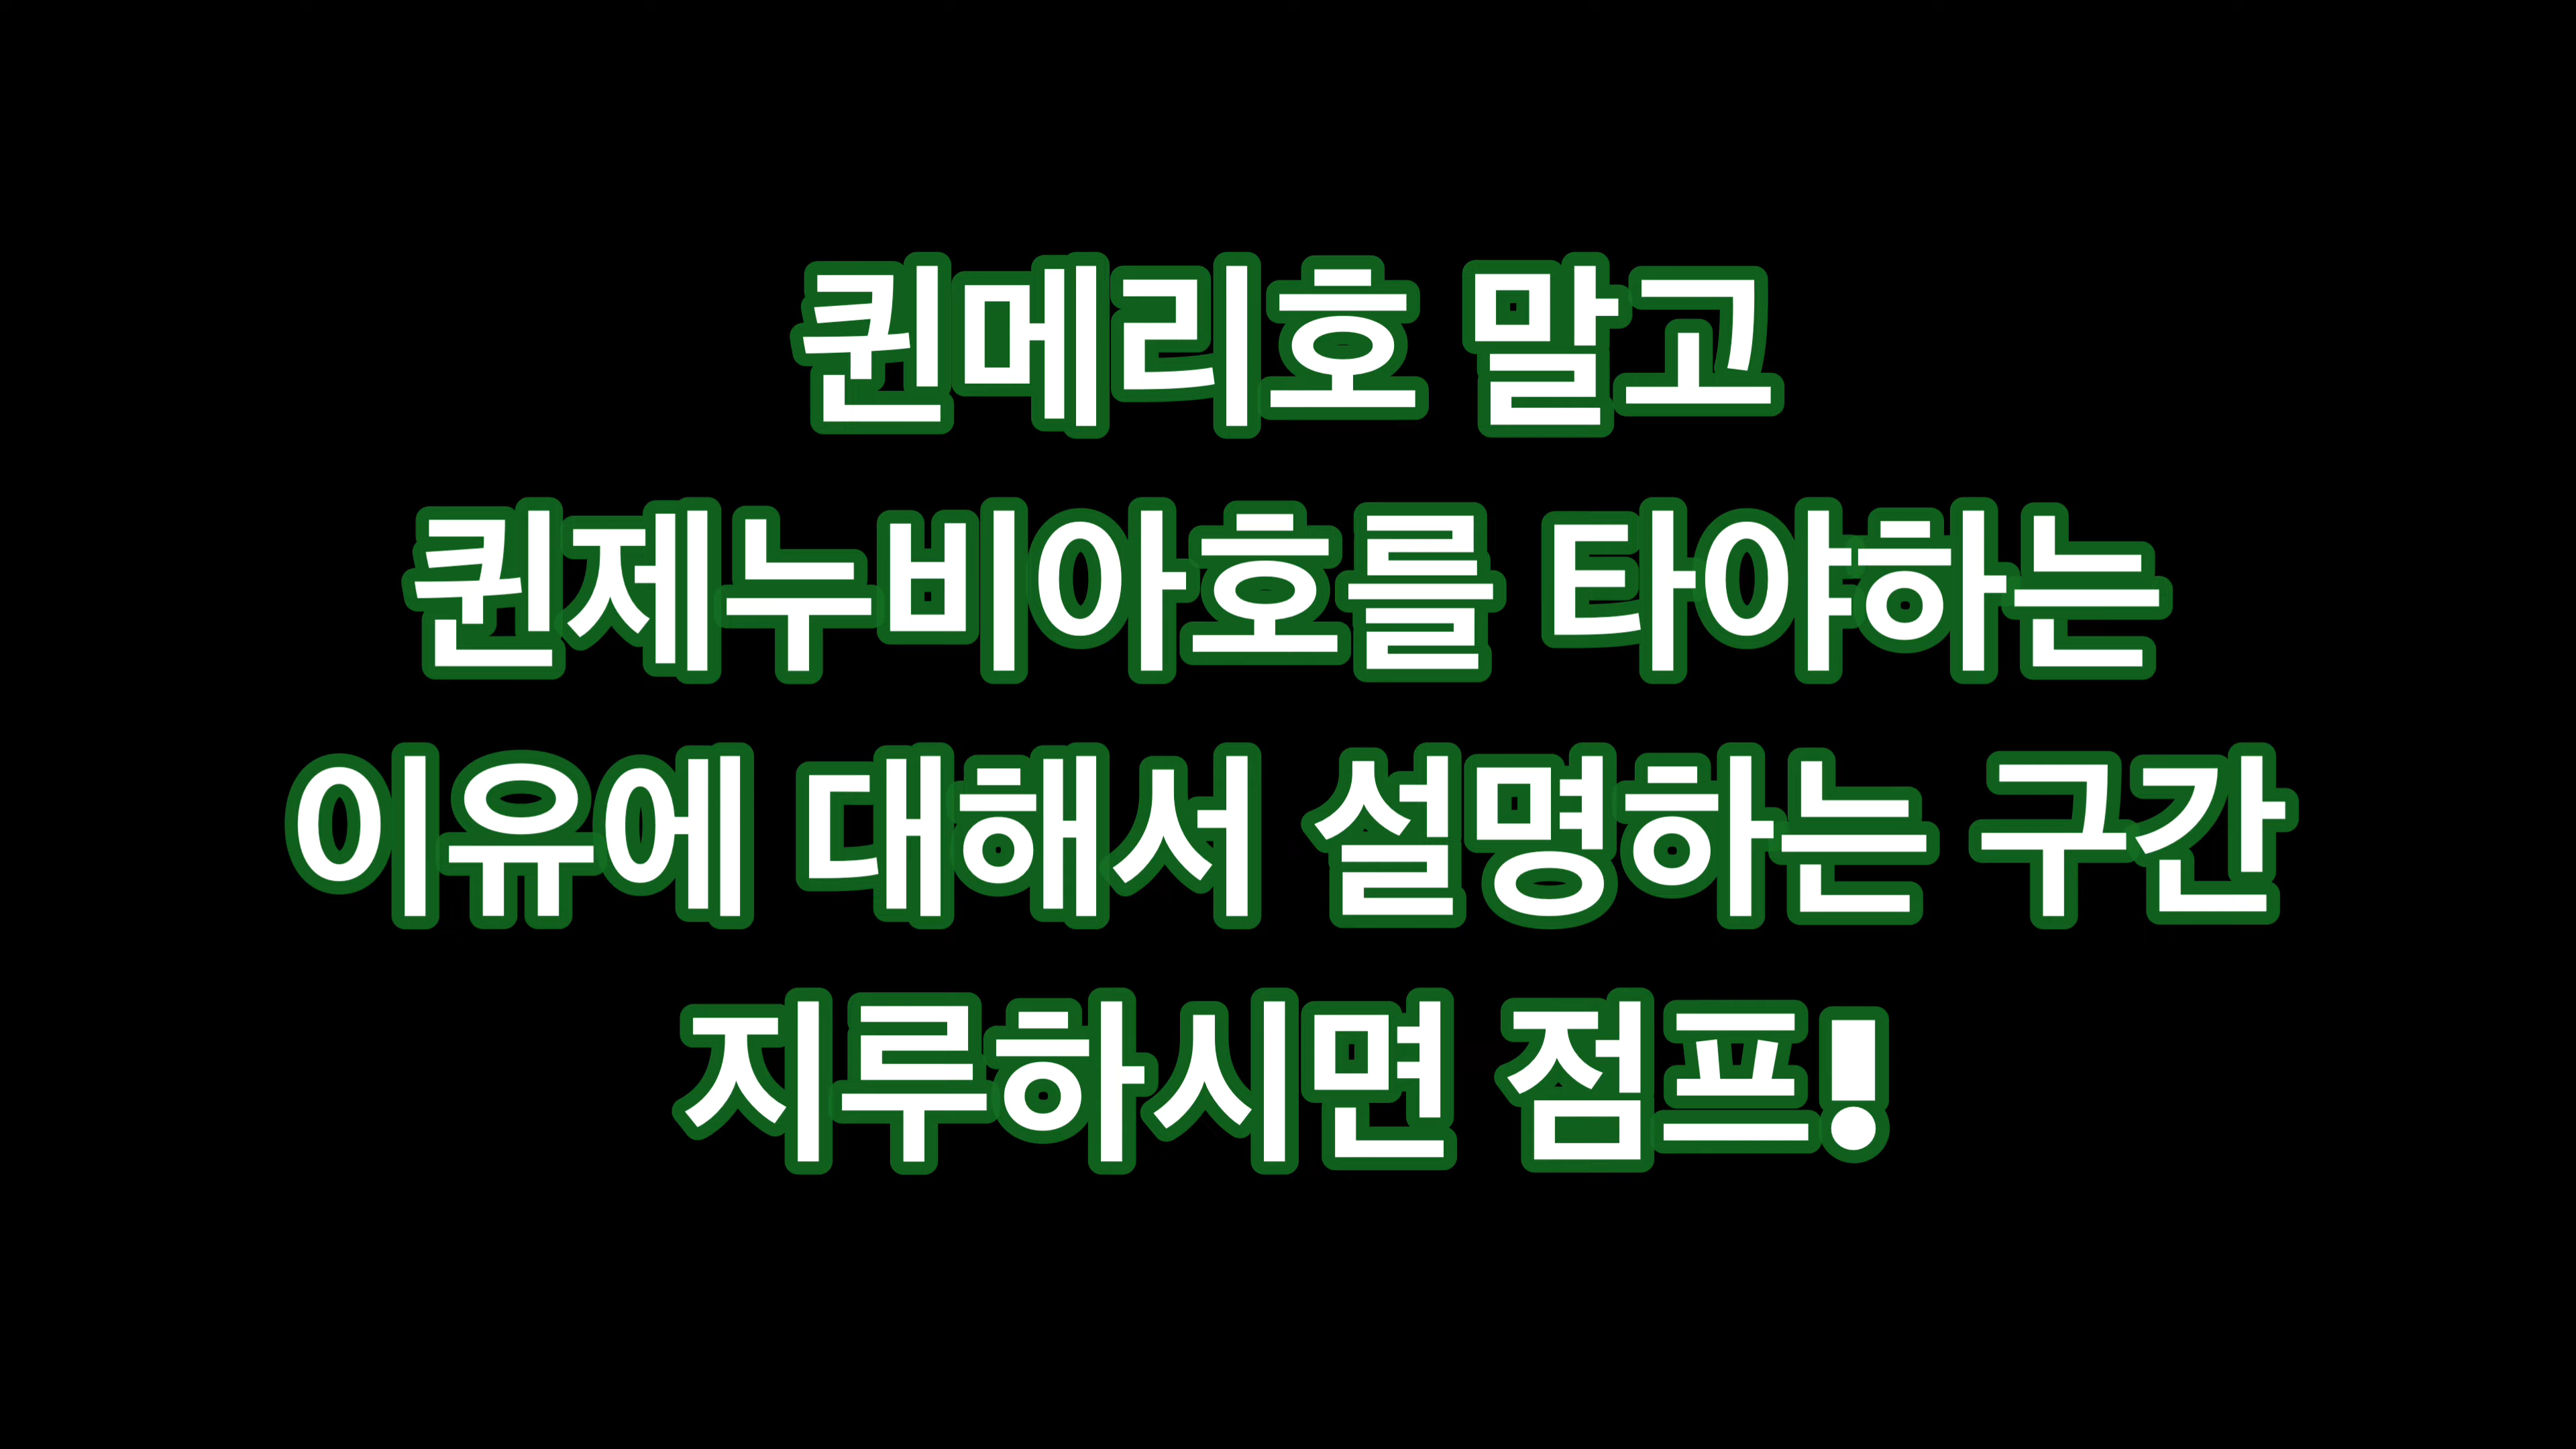 퀸메리호 말고
퀸제누비아호를 타야하는
이유에 대해서 설명하는 구간
지루하시면 점프!